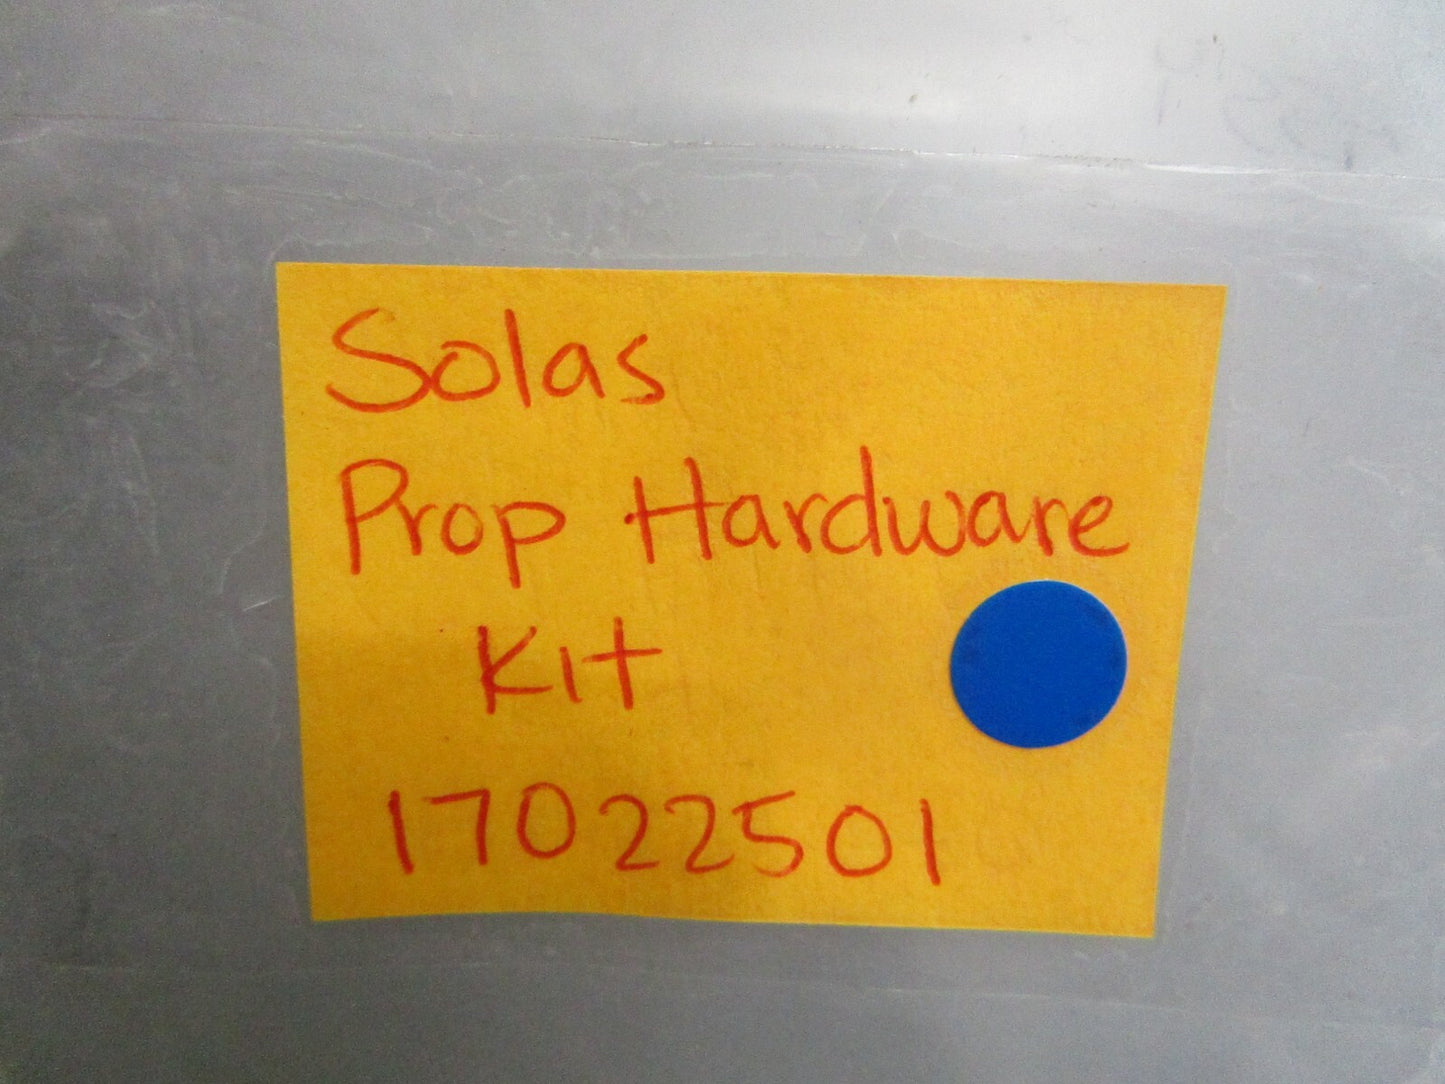 Solas
Prop Hardware
Kit
17022501